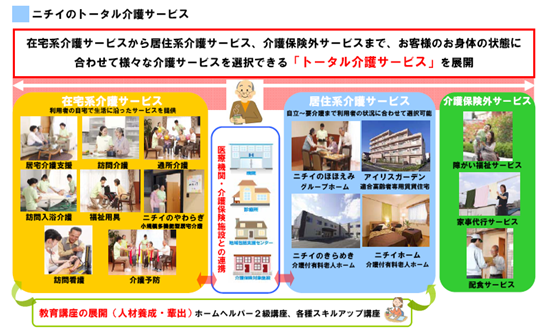 ニチイのトータル介護サービス
在宅系介護サービスから居住系介護サービス、介護保険外サービスまで、お客様のお身体の状態に
合わせて様々な介護サービスを選択できる「トータル介護サービス」を展開
在宅系介護サービス
利用者の自宅で生活に沿ったサービスを提供
居宅介護支援
訪問介護
通所介護
訪問入浴介護
福祉用具
ニチイのやわらぎ
小規模多機能型居宅介護
訪問看護
介護予防
医療機関・介護保険施設との連携
病院
診療所
地域包括支援センター
居住系介護サービス
自立～要介護まで利用者の状況に合わせて選択可能
ニチイのほほえみ
グループホーム
アイリスガーデン
適合高齢者専用賃貸住宅
ニチイのきらめき
介護付有料老人ホーム
ニチイホーム
介護付有料老人ホーム
介護保険外サービス
障がい福祉サービス
家事代行サービス
配食サービス
教育講座の展開（人材養成・輩出）ホームヘルパー２級講座、各種スキルアップ講座